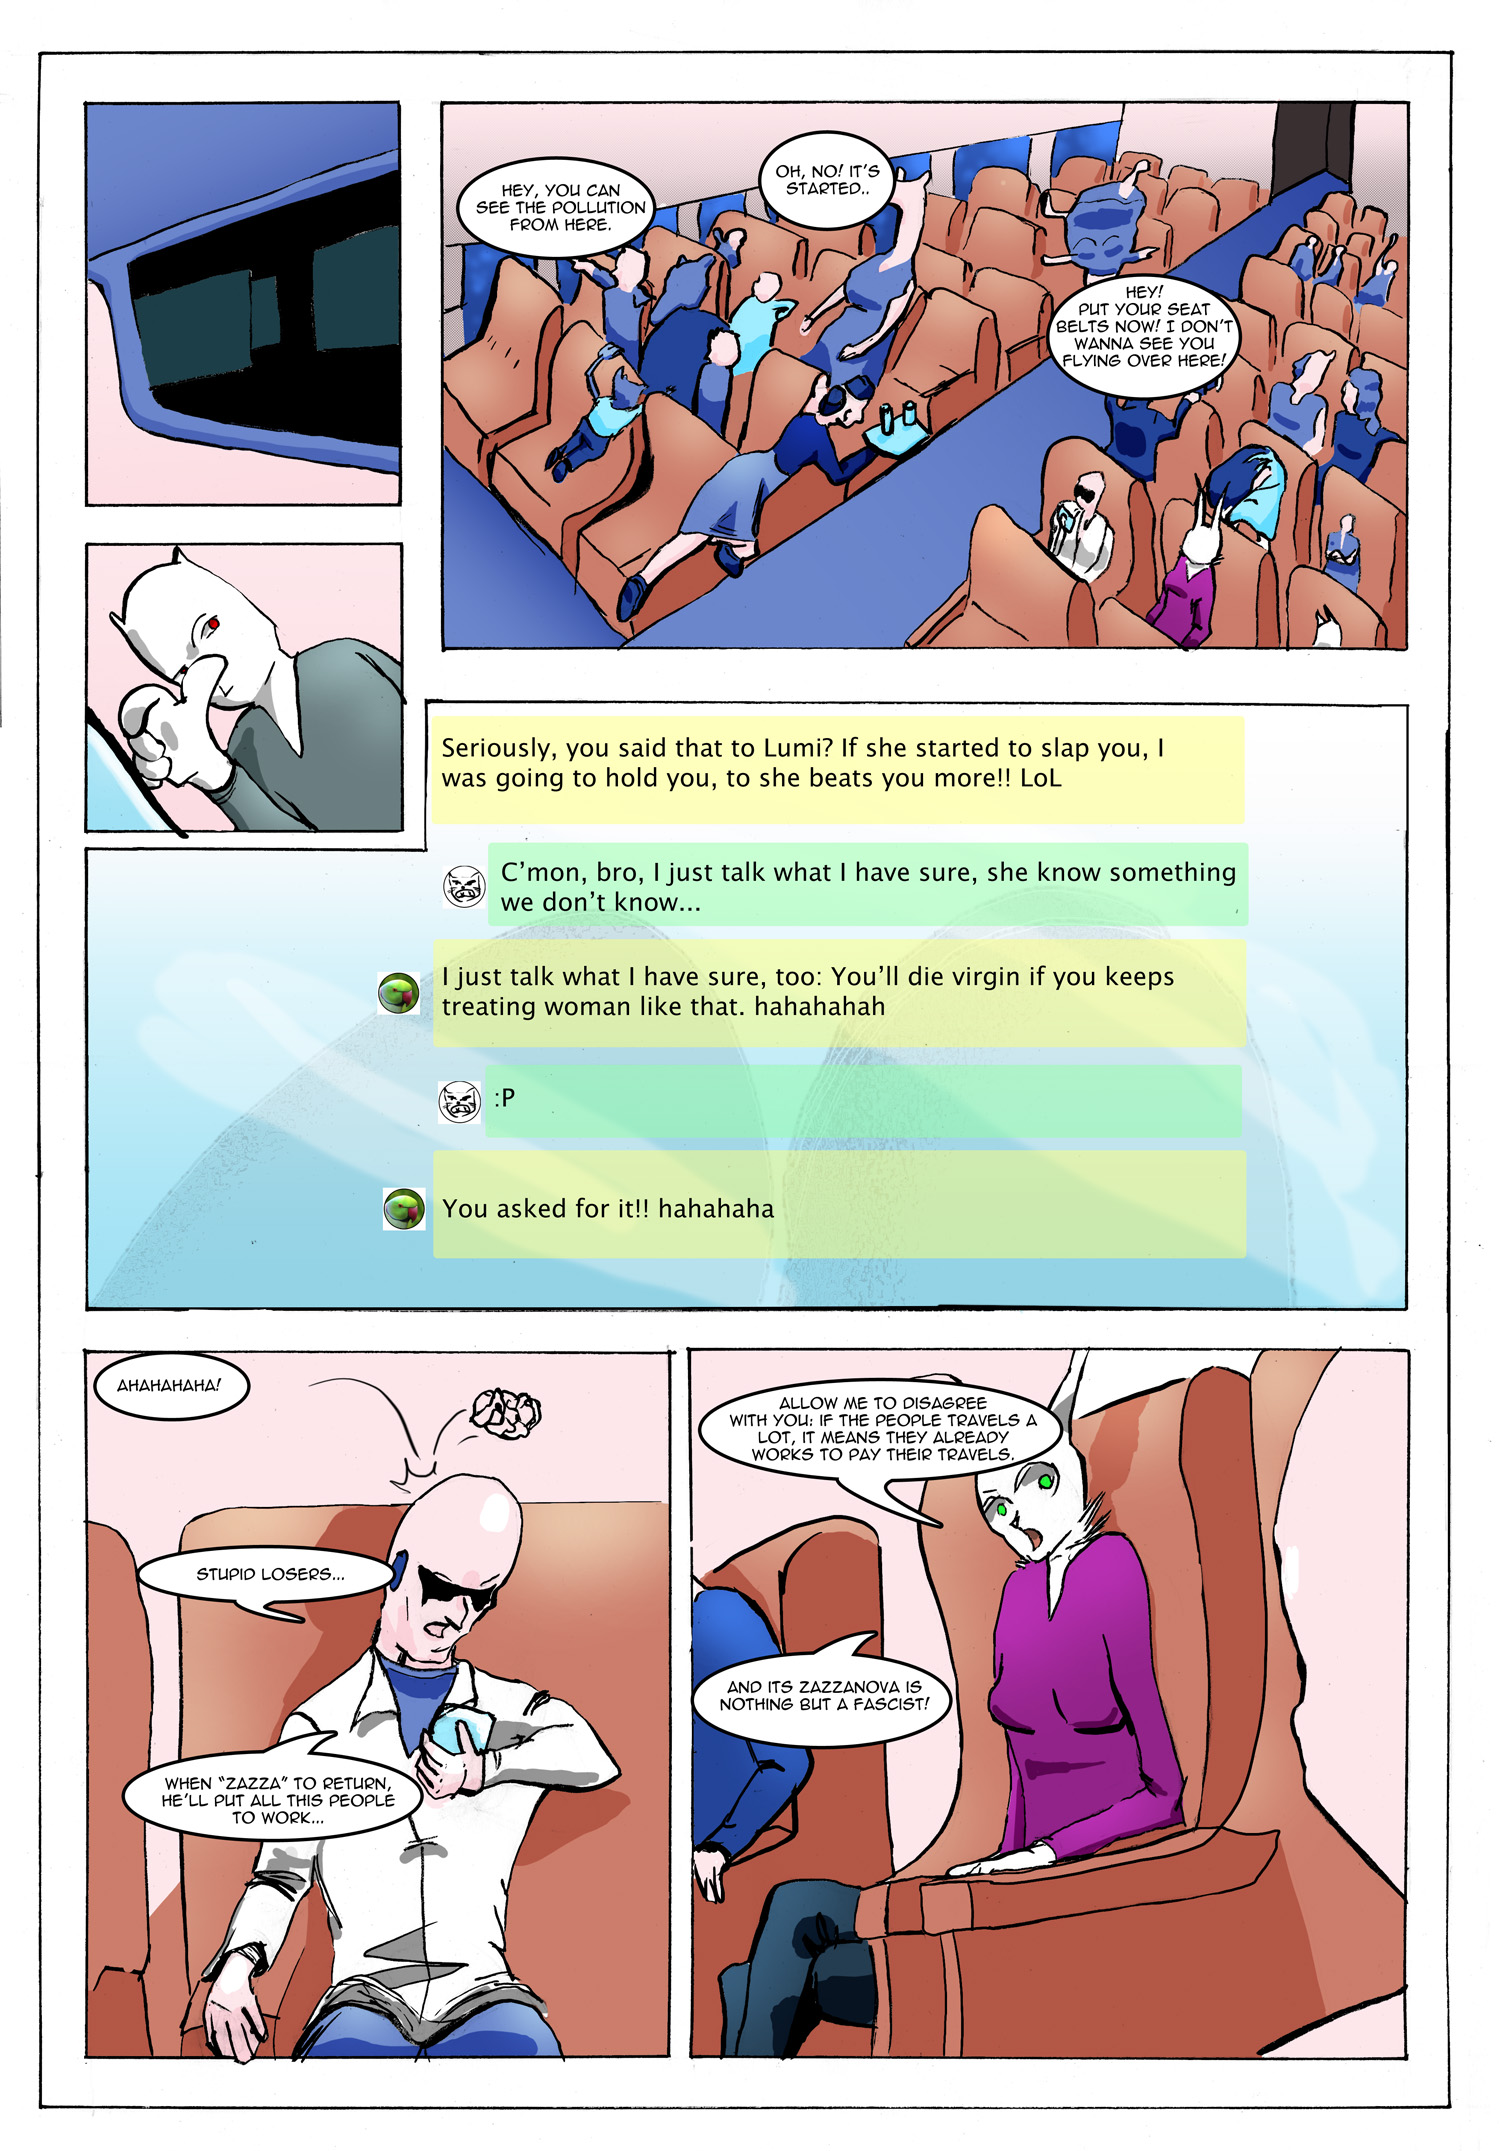 HEY, YOU CAN
SEE THE POLLUTION
FROM HERE.
OH, NO! IT'S
STARTED..
HEY!
PUT YOUR SEAT
BELTS NOW! I DON'T
WANNA SEE YOU
FLYING OVER HERE!
Seriously, you said that to Lumi? If she started to slap you, I
was going to hold you, to she beats you more!! LoL
C'mon, bro, I just talk what I have sure, she know something
we don't know...
I just talk what I have sure, too: You'll die virgin if you keeps
treating woman like that. hahahahah
:P
You asked for it!! hahahaha
AHAHAHAHA!
STUPID LOSERS...
WHEN "ZAZZA" TO RETURN,
HE'LL PUT ALL THIS PEOPLE
TO WORK...
ALLOW ME TO DISAGREE
WITH YOU: IF THE PEOPLE TRAVELS A
LOT, IT MEANS THEY ALREADY
WORKS TO PAY THEIR TRAVELS.
AND ITS ZAZZANOVA IS
NOTHING BUT A FASCIST!